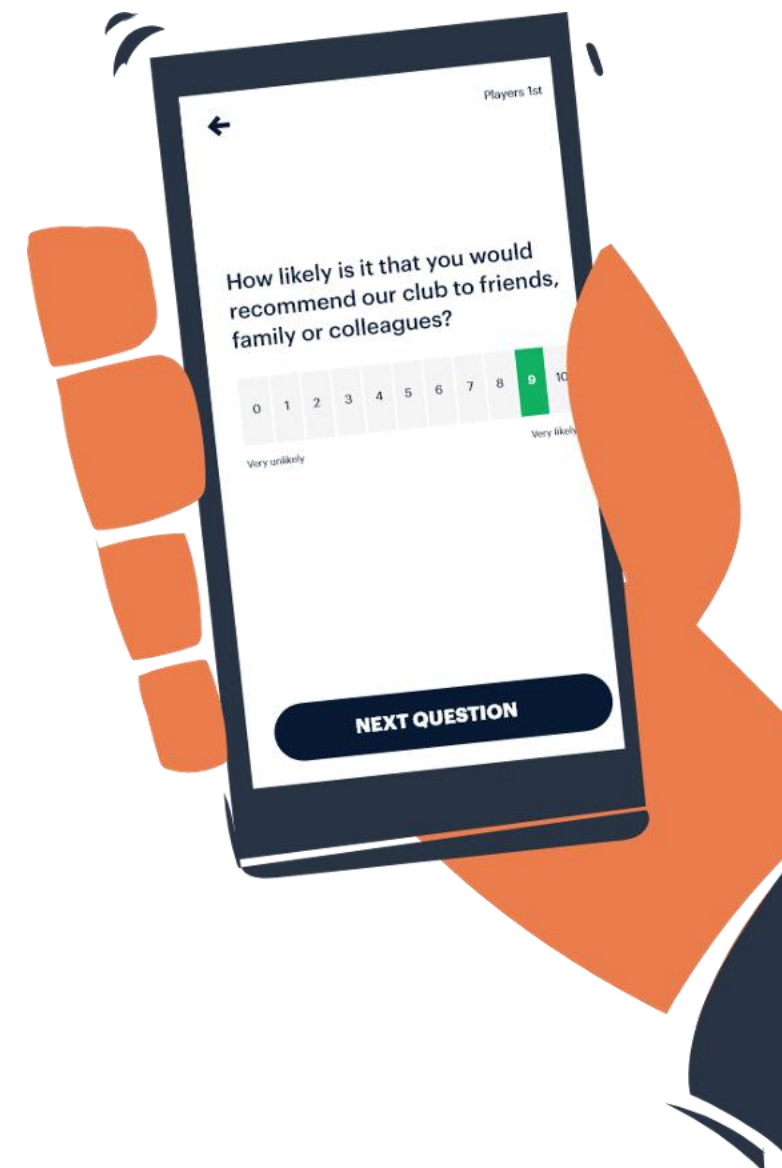 Players 1st
How likely is it that you would
recommend our club to friends,
family or colleagues?
0 1 2 3 4 5 6 7 8 9 10
Very unlikely Very likely
NEXT QUESTION